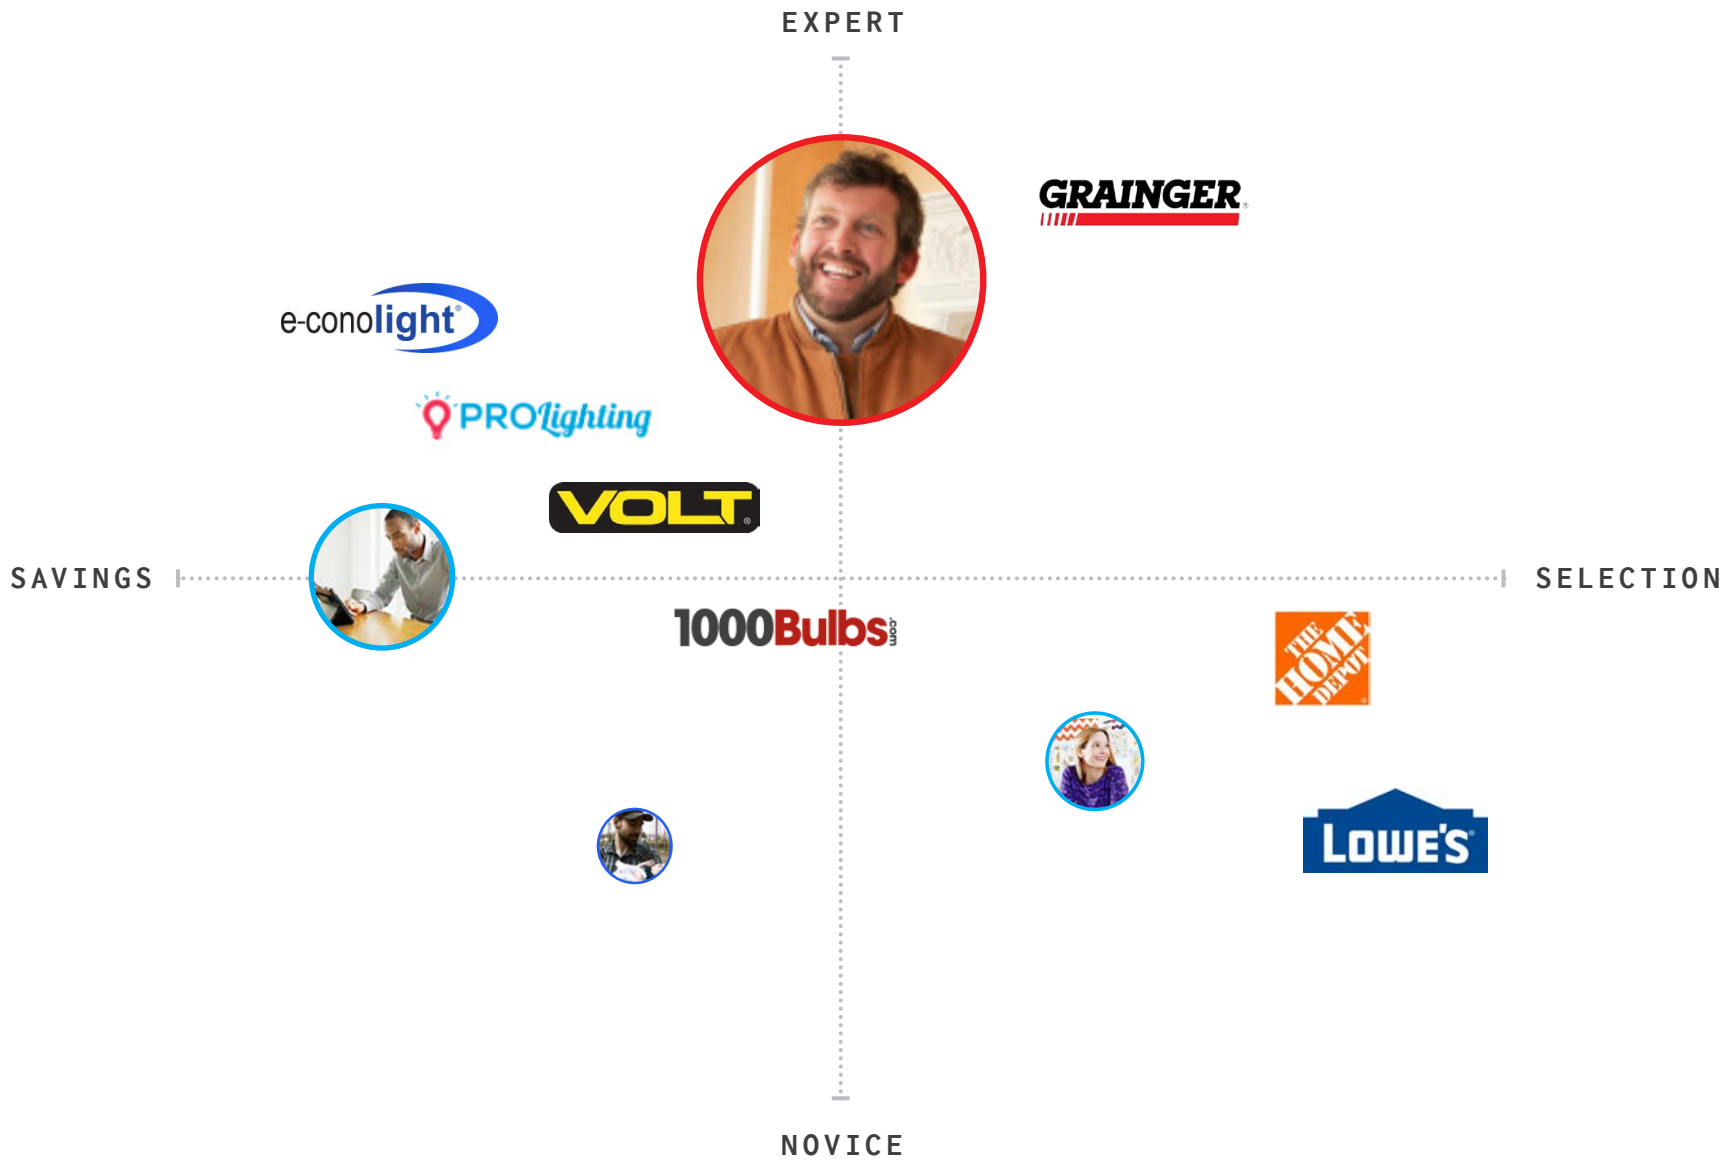 EXPERT
GRAINGER®
e-conolight®
PROLighting
VOLT®
SAVINGS
SELECTION
1000Bulbs.com
THE
HOME
DEPOT®
LOWE'S®
NOVICE